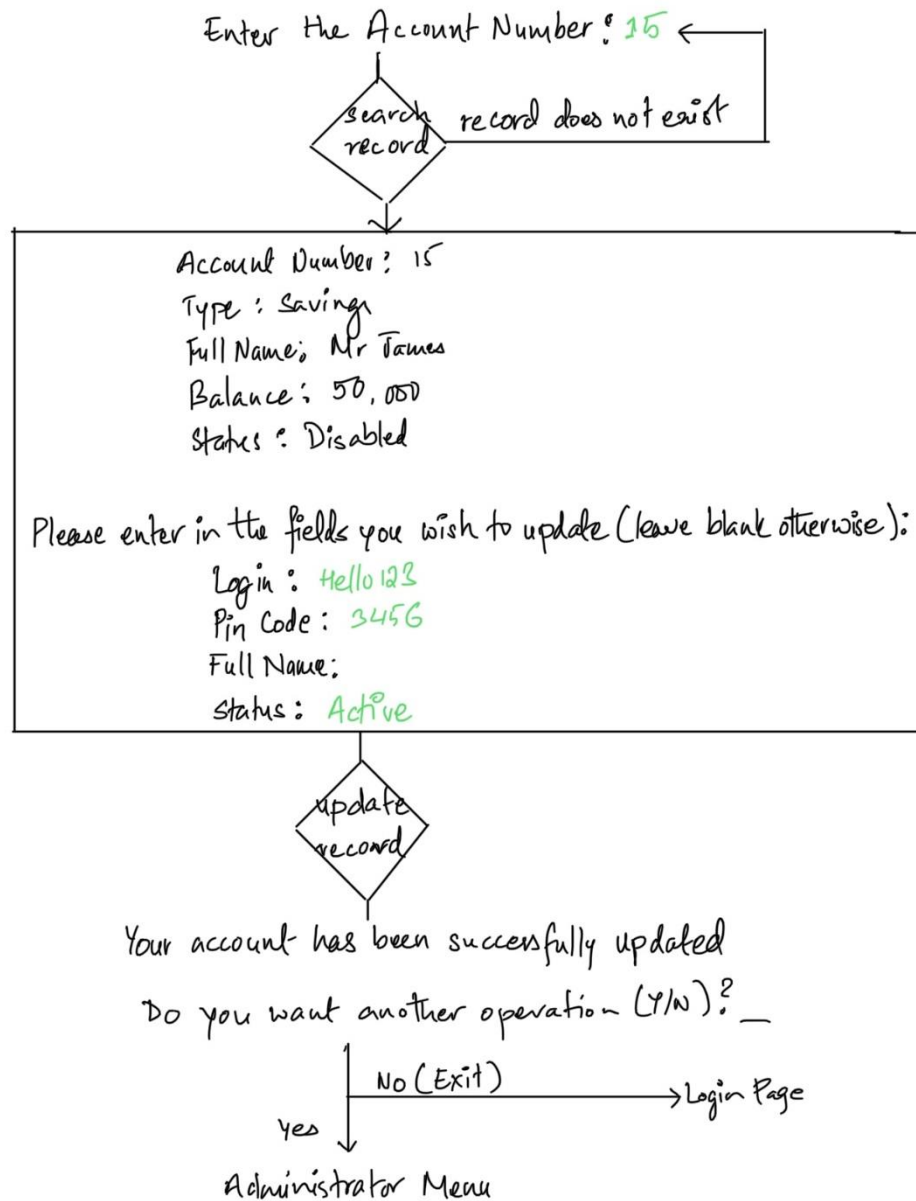 Enter the Account Number: 15
search
record
record does not exist
Account Number: 15
Type: Saving
Full Name; Mr James
Balance: 50,000
Status: Disabled
Please enter in the fields you wish to update (leave blank otherwise):
Login: Hello123
Pin Code: 3456
Full Name:
Status: Active
update
record
Your account has been successfully updated
Do you want another operation (Y/N)? _
No (Exit)
Login Page
Yes
Administrator Menu